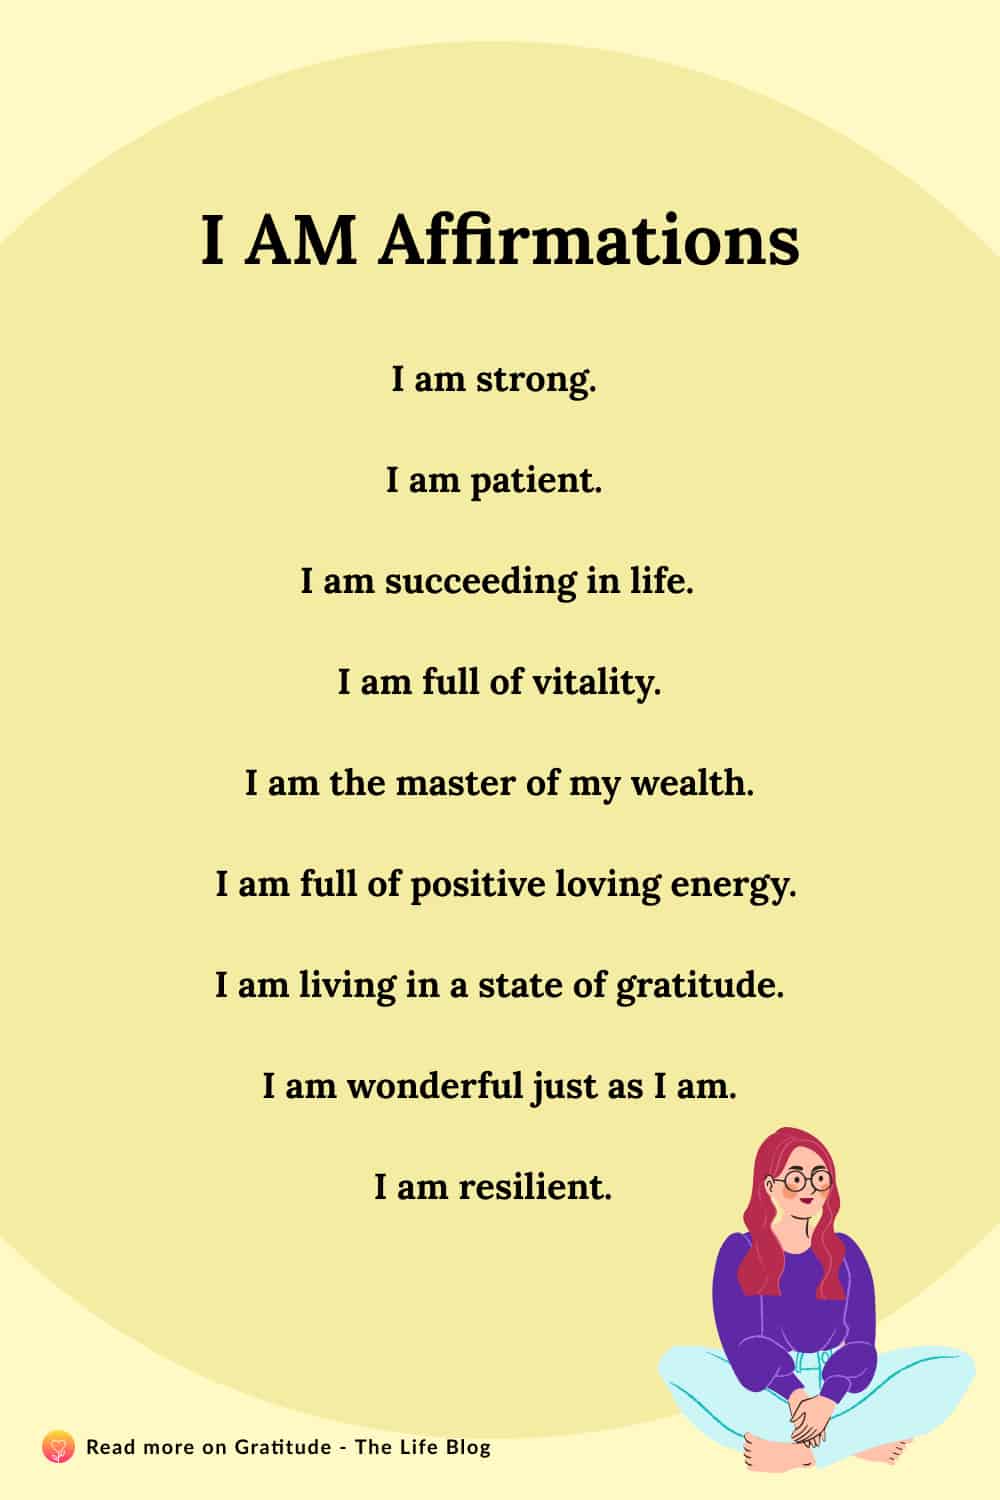 I AM Affirmations
I am strong.
I am patient.
I am succeeding in life.
I am full of vitality.
I am the master of my wealth.
I am full of positive loving energy.
I am living in a state of gratitude.
I am wonderful just as I am.
I am resilient.
Read more on Gratitude - The Life Blog